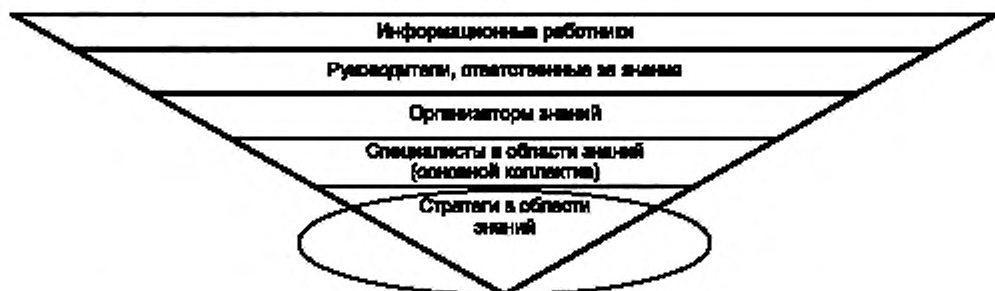 Информационные работники
Руководители, ответственные за знания
Организаторы знаний
Специалисты в области знаний
(основной коллектив)
Стратеги в области
знаний